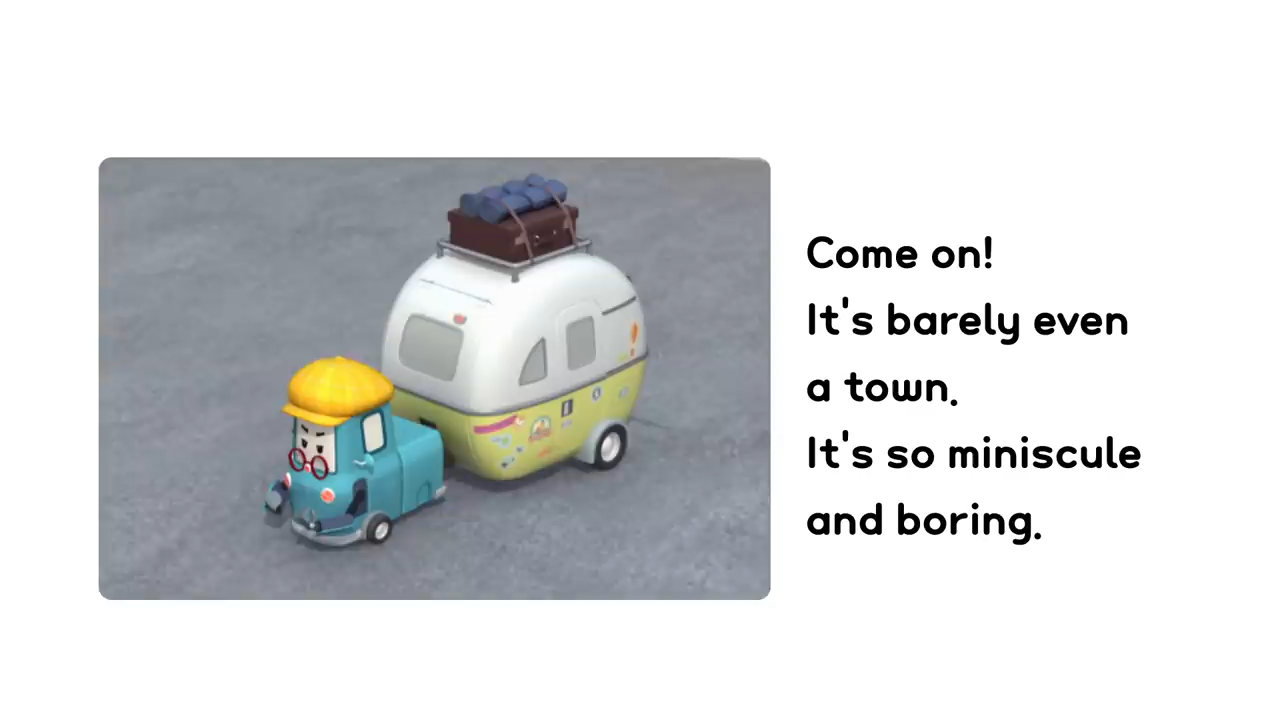 Come on!
It's barely even
a town.
It's so miniscule
and boring.